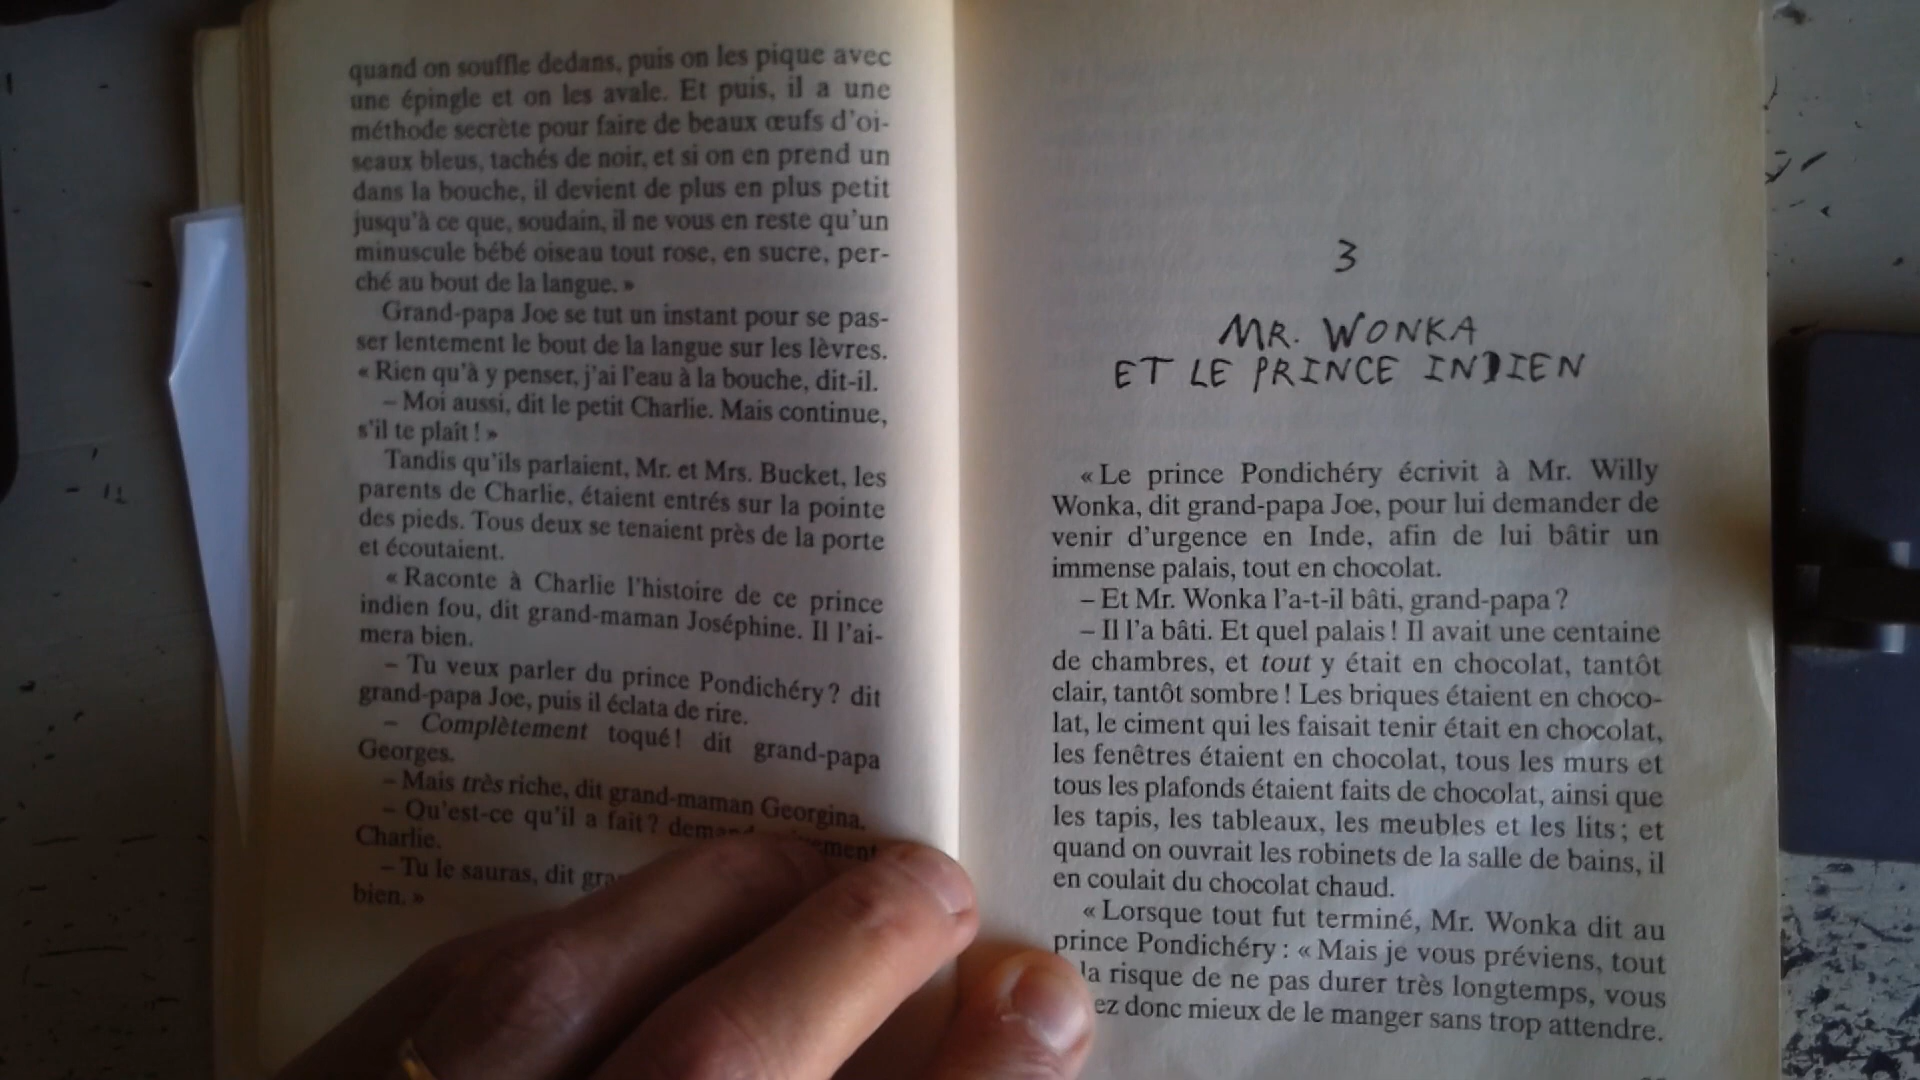 quand on souffle dedans, puis on les pique avec
une épingle et on les avale. Et puis, il a une
méthode secrète pour faire de beaux œufs d'oi-
seaux bleus, tachés de noir, et si on en prend un
dans la bouche, il devient de plus en plus petit
jusqu'à ce que, soudain, il ne vous en reste qu'un
minuscule bébé oiseau tout rose, en sucre, per-
ché au bout de la langue. »
Grand-papa Joe se tut un instant pour se pas-
ser lentement le bout de la langue sur les lèvres.
« Rien qu'à y penser, j'ai l'eau à la bouche, dit-il.
– Moi aussi, dit le petit Charlie. Mais continue,
s'il te plaît ! »
Tandis qu'ils parlaient, Mr. et Mrs. Bucket, les
parents de Charlie, étaient entrés sur la pointe
des pieds. Tous deux se tenaient près de la porte
et écoutaient.
« Raconte à Charlie l'histoire de ce prince
indien fou, dit grand-maman Joséphine. Il l'ai-
mera bien.
– Tu veux parler du prince Pondichéry ? dit
grand-papa Joe, puis il éclata de rire.
– Complètement toqué ! dit grand-papa
Georges.
– Mais très riche, dit grand-maman Georgina.
– Qu'est-ce qu'il a fait ?
Charlie.
– Tu le sauras, dit
bien. »
3
MR. WONKA
ET LE PRINCE INDIEN
« Le prince Pondichéry écrivit à Mr. Willy
Wonka, dit grand-papa Joe, pour lui demander de
venir d'urgence en Inde, afin de lui bâtir un
immense palais, tout en chocolat.
– Et Mr. Wonka l'a-t-il bâti, grand-papa ?
– Il l'a bâti. Et quel palais ! Il avait une centaine
de chambres, et tout y était en chocolat, tantôt
clair, tantôt sombre ! Les briques étaient en choco-
lat, le ciment qui les faisait tenir était en chocolat,
les fenêtres étaient en chocolat, tous les murs et
tous les plafonds étaient faits de chocolat, ainsi que
les tapis, les tableaux, les meubles et les lits ; et
quand on ouvrait les robinets de la salle de bains, il
en coulait du chocolat chaud.
« Lorsque tout fut terminé, Mr. Wonka dit au
prince Pondichéry : « Mais je vous préviens, tout
la risque de ne pas durer très longtemps, vous
ez donc mieux de le manger sans trop attendre.